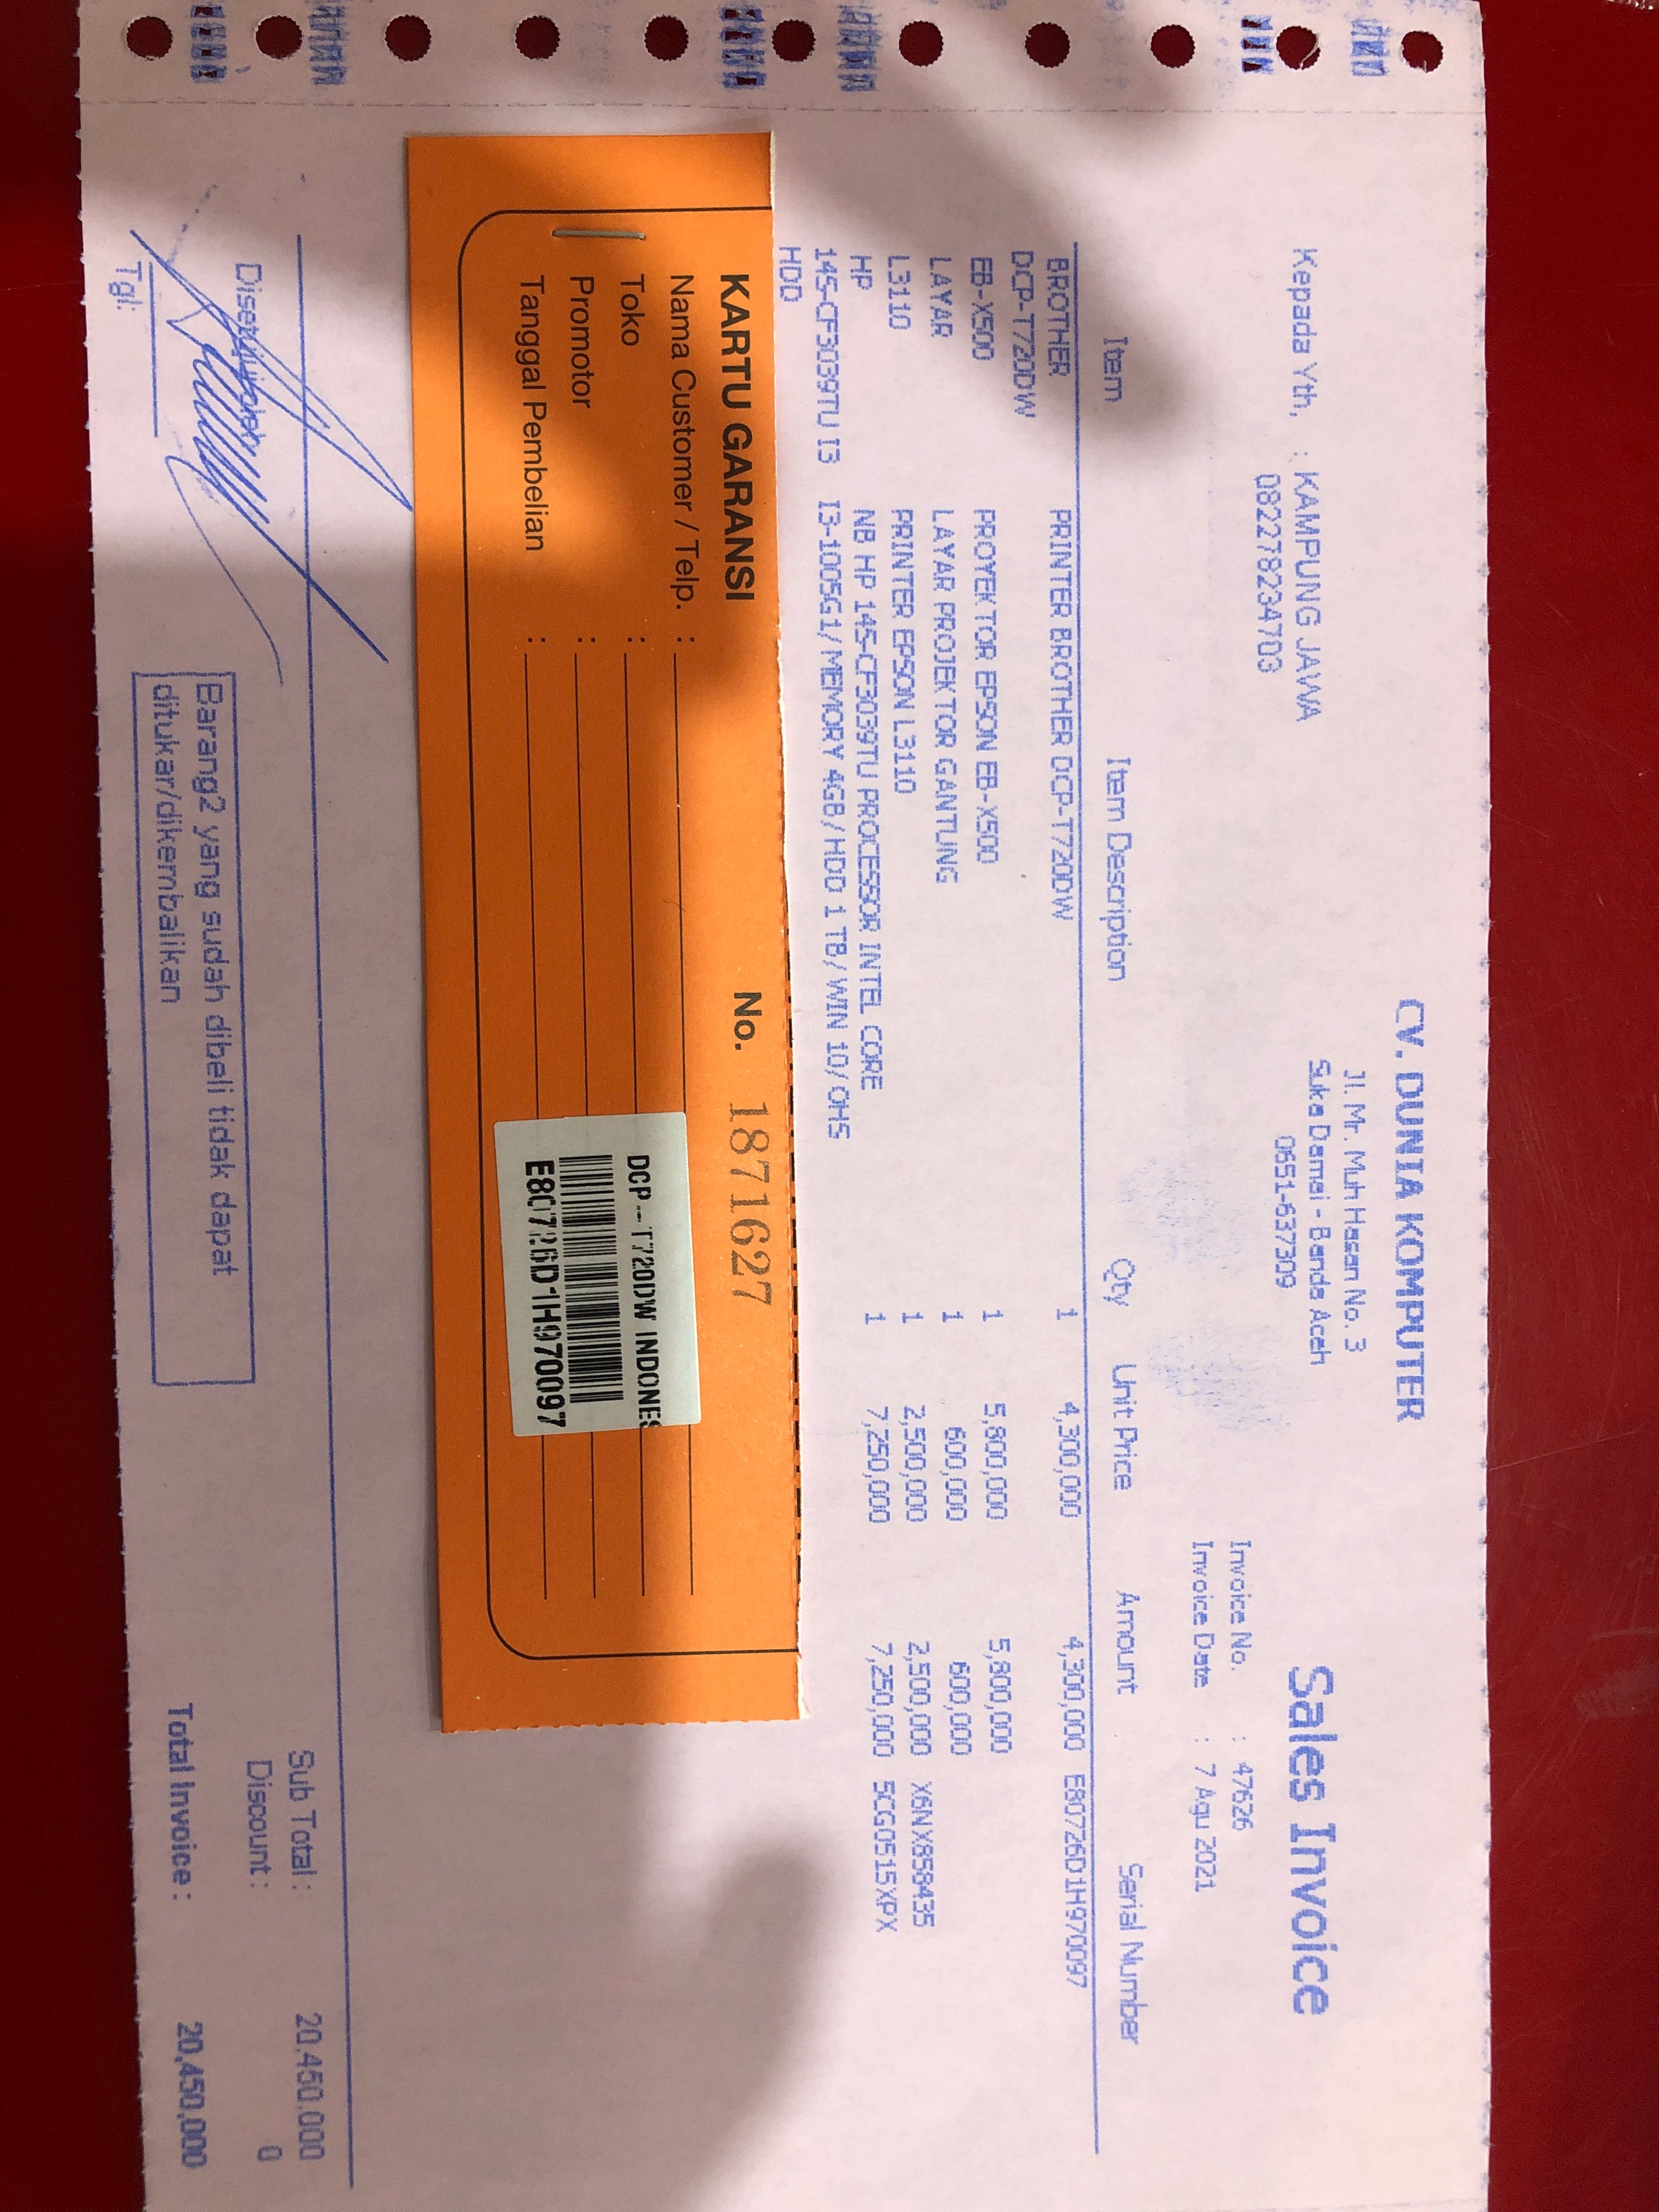 CV. DUNIA KOMPUTER
Jl. Mr. Muh Hasan No. 3
Suka Damai - Banda Aceh
0651-637309
Sales Invoice
Kepada Yth, : KAMPUNG JAWA
082278234703
Invoice No. : 47626
Invoice Date : 7 Agu 2021
Item Item Description Qty Unit Price Amount Serial Number
BROTHER PRINTER BROTHER DCP-T720DW 1 4,300,000 4,300,000 E80726D1H970097
DCP-T720DW
EB-X500 PROYEKTOR EPSON EB-X500 1 5,800,000 5,800,000
LAYAR LAYAR PROJEKTOR GANTUNG 1 600,000 600,000
L3110 PRINTER EPSON L3110 1 2,500,000 2,500,000 X6NX858435
HP NB HP 14S-CF3039TU PROCESSOR INTEL CORE 1 7,250,000 7,250,000 5CG0515XPX
14S-CF3039TU I3 I3-1005G1/ MEMORY 4GB/HDD 1 TB/WIN 10/OHS
HDD
KARTU GARANSI No. 1871627
Nama Customer / Telp. :
Toko :
Promotor :
Tanggal Pembelian :
DCP-T720DW INDONES
E80726D1H970097
Disetujui oleh
Tgl:
Barang2 yang sudah dibeli tidak dapat
ditukar/dikembalikan
Sub Total : 20.450.000
Discount : 0
Total Invoice : 20,450,000